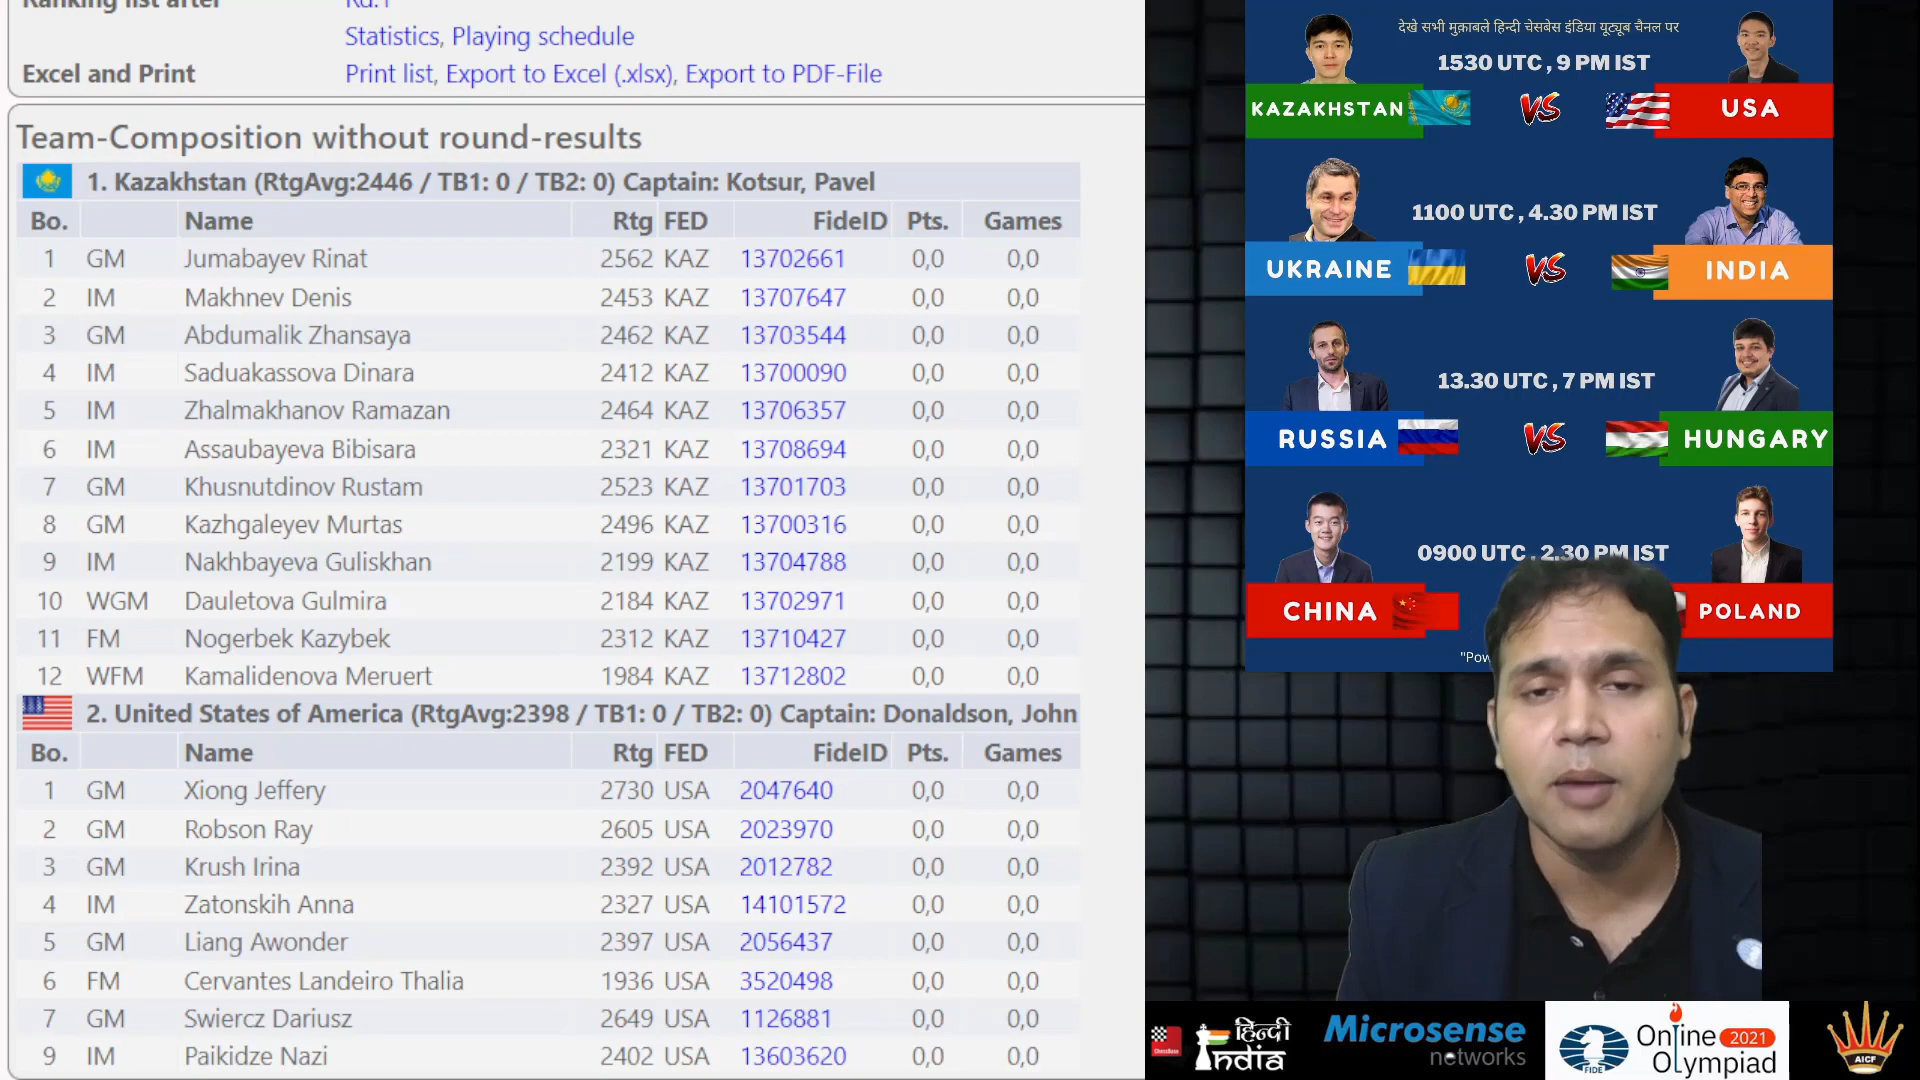 Statistics, Playing schedule
Excel and Print Print list, Export to Excel (.xlsx), Export to PDF-File
Team-Composition without round-results
1. Kazakhstan (RtgAvg:2446 / TB1: 0 / TB2: 0) Captain: Kotsur, Pavel
Bo. Name Rtg FED FideID Pts. Games
1 GM Jumabayev Rinat 2562 KAZ 13702661 0,0 0,0
2 IM Makhnev Denis 2453 KAZ 13707647 0,0 0,0
3 GM Abdumalik Zhansaya 2462 KAZ 13703544 0,0 0,0
4 IM Saduakassova Dinara 2412 KAZ 13700090 0,0 0,0
5 IM Zhalmakhanov Ramazan 2464 KAZ 13706357 0,0 0,0
6 IM Assaubayeva Bibisara 2321 KAZ 13708694 0,0 0,0
7 GM Khusnutdinov Rustam 2523 KAZ 13701703 0,0 0,0
8 GM Kazhgaleyev Murtas 2496 KAZ 13700316 0,0 0,0
9 IM Nakhbayeva Guliskhan 2199 KAZ 13704788 0,0 0,0
10 WGM Dauletova Gulmira 2184 KAZ 13702971 0,0 0,0
11 FM Nogerbek Kazybek 2312 KAZ 13710427 0,0 0,0
12 WFM Kamalidenova Meruert 1984 KAZ 13712802 0,0 0,0
2. United States of America (RtgAvg:2398 / TB1: 0 / TB2: 0) Captain: Donaldson, John
Bo. Name Rtg FED FideID Pts. Games
1 GM Xiong Jeffery 2730 USA 2047640 0,0 0,0
2 GM Robson Ray 2605 USA 2023970 0,0 0,0
3 GM Krush Irina 2392 USA 2012782 0,0 0,0
4 IM Zatonskih Anna 2327 USA 14101572 0,0 0,0
5 GM Liang Awonder 2397 USA 2056437 0,0 0,0
6 FM Cervantes Landeiro Thalia 1936 USA 3520498 0,0 0,0
7 GM Swiercz Dariusz 2649 USA 1126881 0,0 0,0
9 IM Paikidze Nazi 2402 USA 13603620 0,0 0,0
देखे सभी मुक़ाबले हिन्दी चेसबेस इंडिया यूट्यूब चैनल पर
1530 UTC , 9 PM IST
KAZAKHSTAN VS USA
1100 UTC , 4.30 PM IST
UKRAINE VS INDIA
13.30 UTC , 7 PM IST
RUSSIA VS HUNGARY
0900 UTC , 2.30 PM IST
CHINA POLAND
हिन्दी
India
Microsense
networks
FIDE
Online 2021
Olympiad
AICF